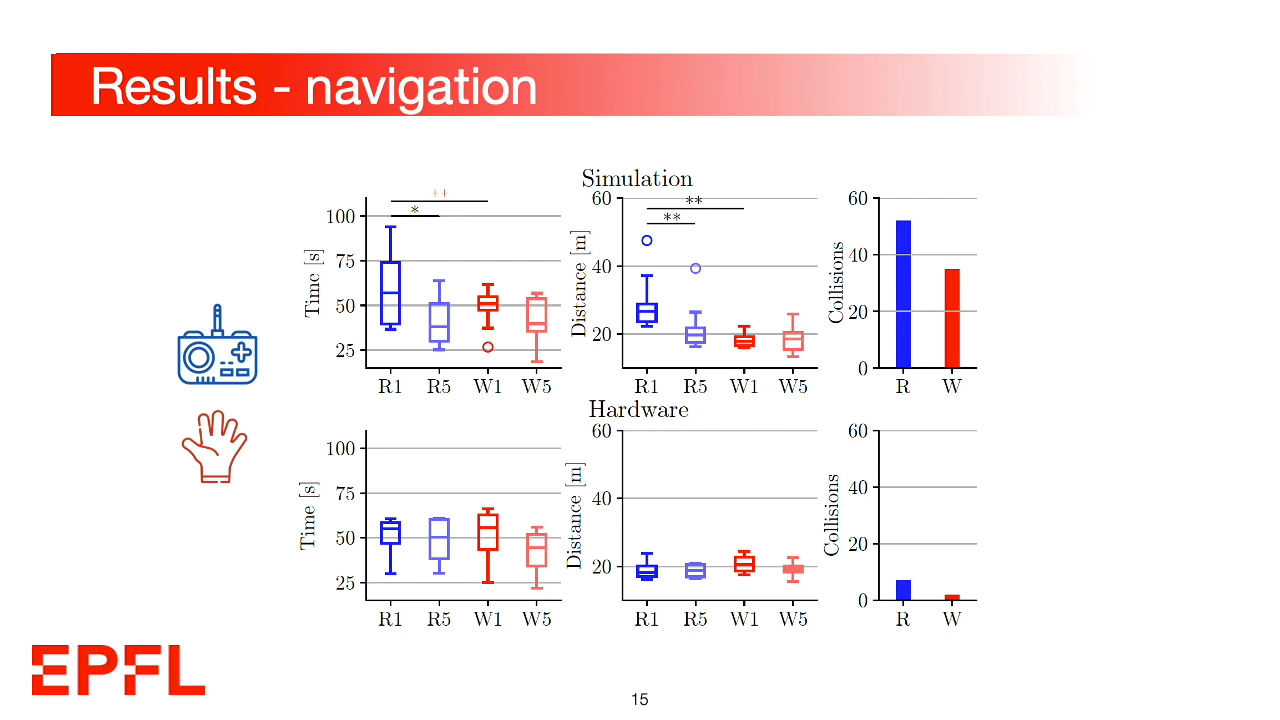 Results - navigation
Simulation
Time [s]
100
75
50
25
++
*
R1 R5 W1 W5
Distance [m]
60
40
20
**
**
R1 R5 W1 W5
Collisions
60
40
20
0
R W
Hardware
Time [s]
100
75
50
25
R1 R5 W1 W5
Distance [m]
60
40
20
R1 R5 W1 W5
Collisions
60
40
20
0
R W
EPFL
15